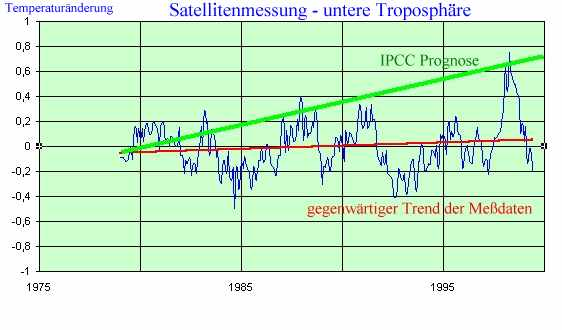 Temperaturänderung
Satellitenmessung - untere Troposphäre
1
0,8
IPCC Prognose
0,6
0,4
0,2
0
-0,2
-0,4
gegenwärtiger Trend der Meßdaten
-0,6
-0,8
-1
1975 1985 1995